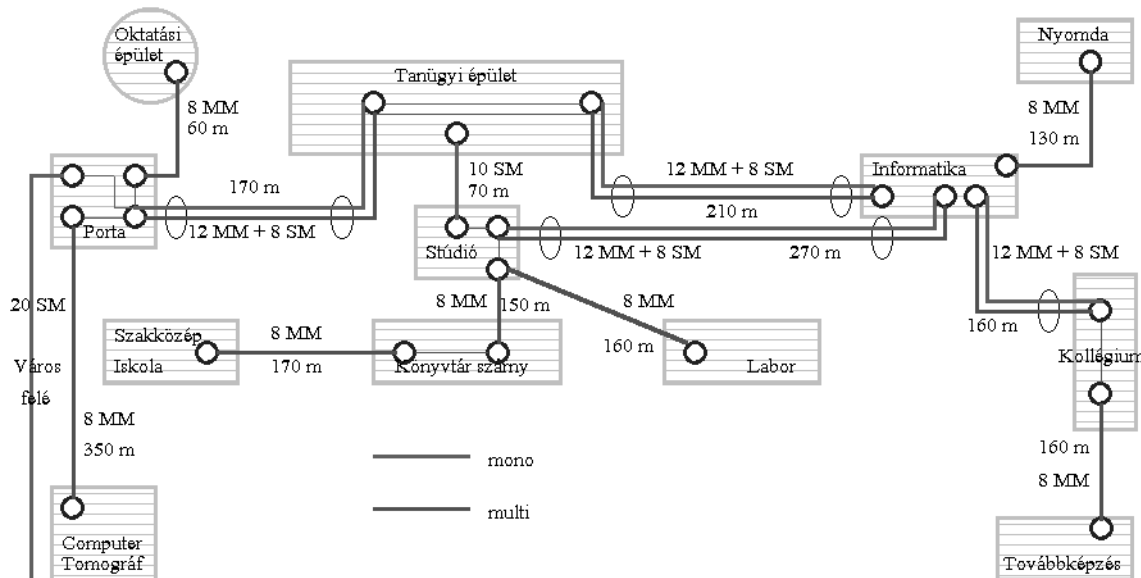 Oktatási
épület
Nyomda
Tanügyi épület
8 MM
60 m
8 MM
130 m
10 SM
70 m
12 MM + 8 SM
Informatika
170 m
210 m
Porta
12 MM + 8 SM
Stúdió
12 MM + 8 SM
270 m
12 MM + 8 SM
20 SM
8 MM
150 m
8 MM
160 m
Szakközép
Iskola
8 MM
170 m
Könyvtár szárny
160 m
Labor
Kollégium
Város
felé
8 MM
350 m
mono
160 m
8 MM
multi
Computer
Tomográf
Továbbképzés